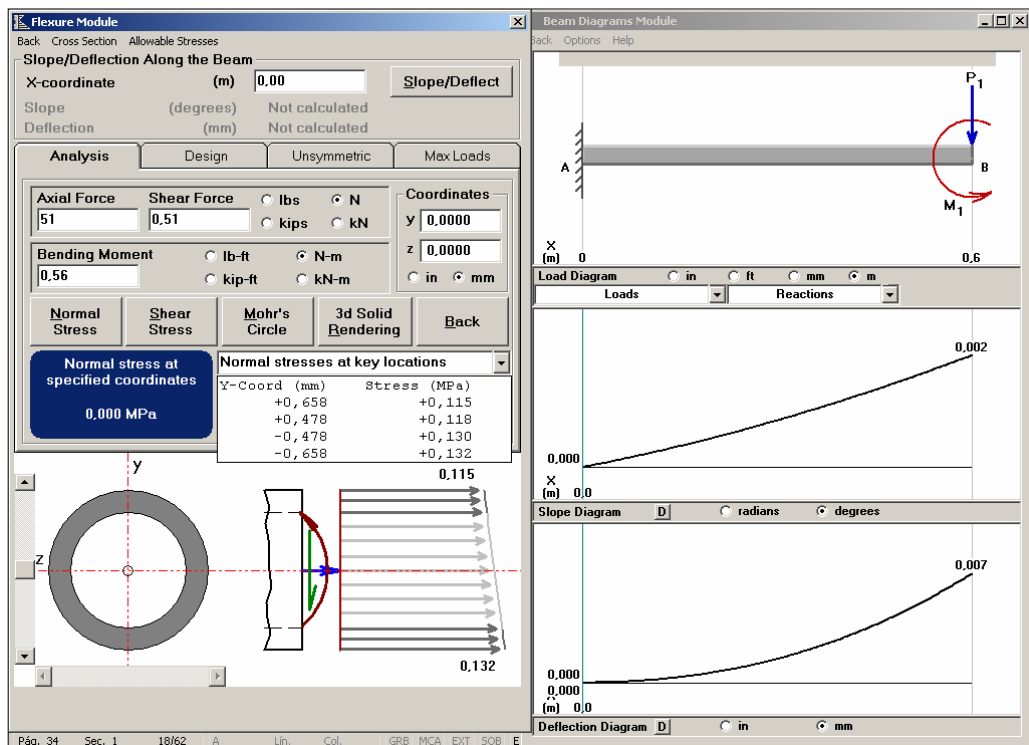 Flexure Module
Back Cross Section Allowable Stresses
Slope/Deflection Along the Beam
X-coordinate (m) 0,00 Slope/Deflect
Slope (degrees) Not calculated
Deflection (mm) Not calculated
Analysis Design Unsymmetric Max Loads
Axial Force Shear Force lbs N
51 0,51 kips kN
Bending Moment lb-ft N-m
0,56 kip-ft kN-m
Coordinates
y 0,0000
z 0,0000
in mm
Normal Stress Shear Stress Mohr's Circle 3d Solid Rendering Back
Normal stress at specified coordinates
0,000 MPa
Normal stresses at key locations
Y-Coord (mm) Stress (MPa)
+0,658 +0,115
+0,478 +0,118
-0,478 +0,130
-0,658 +0,132
y
z
0,115
0,132
Pág. 34 Sec. 1 18/62 A Lín. Col. GRB MCA EXT SOB E
Beam Diagrams Module
Back Options Help
P1
A B
M1
X
(m) 0 0,6
Load Diagram in ft mm m
Loads Reactions
0,002
0,000
X
(m) 0,0
Slope Diagram D radians degrees
0,007
0,000
0,000
(m) 0,0
Deflection Diagram D in mm